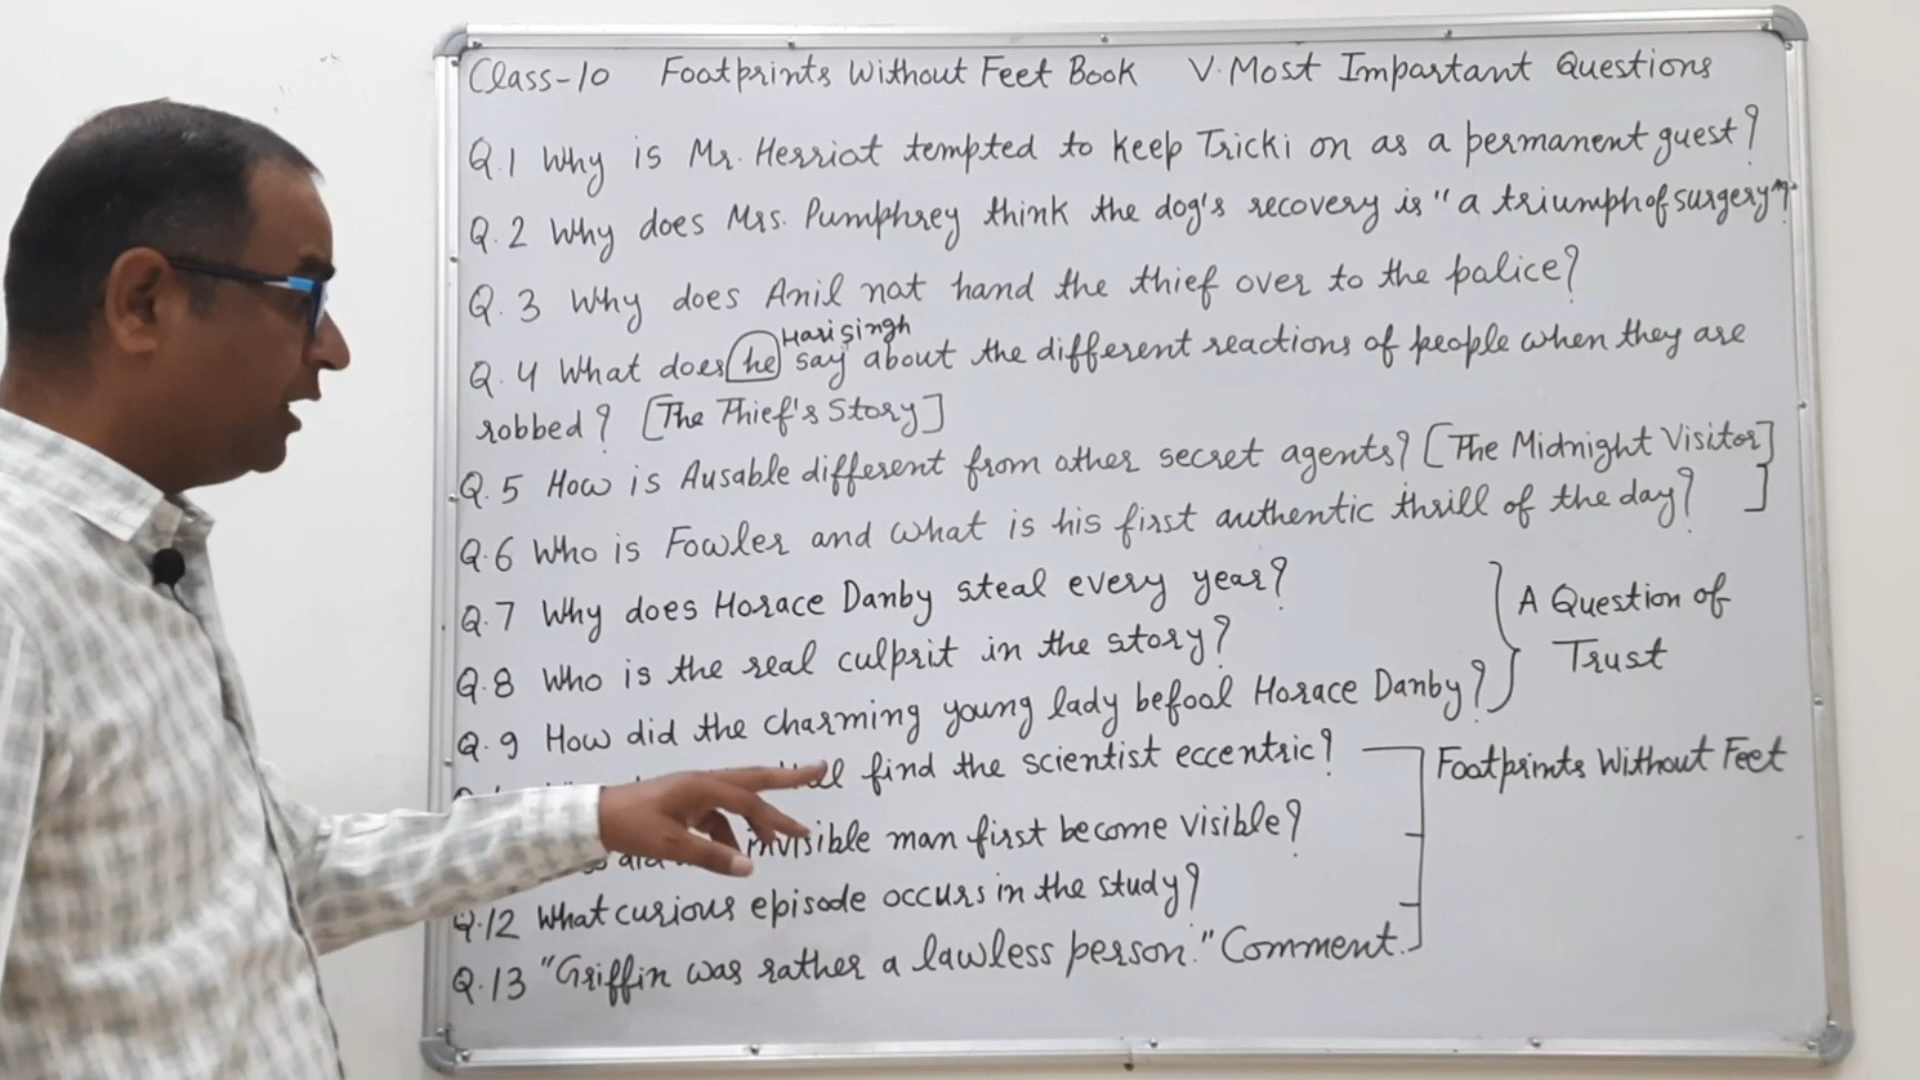 Class-10 Footprints Without Feet Book V. Most Important Questions
Q.1 Why is Mr. Herriot tempted to keep Tricki on as a permanent guest?
Q.2 Why does Mrs. Pumphrey think the dog's recovery is "a triumph of surgery"?
Q.3 Why does Anil not hand the thief over to the police?
Harisingh
Q.4 What does he say about the different reactions of people when they are
robbed? [The Thief's Story]
Q.5 How is Ausable different from other secret agents? [The Midnight Visitor]
Q.6 Who is Fowler and what is his first authentic thrill of the day? ]
Q.7 Why does Horace Danby steal every year?
Q.8 Who is the real culprit in the story?
Q.9 How did the charming young lady befool Horace Danby?
A Question of
Trust
find the scientist eccentric?
Footprints Without Feet
invisible man first become visible?
Q.12 What curious episode occurs in the study?
Q.13 "Griffin was rather a lawless person." Comment.